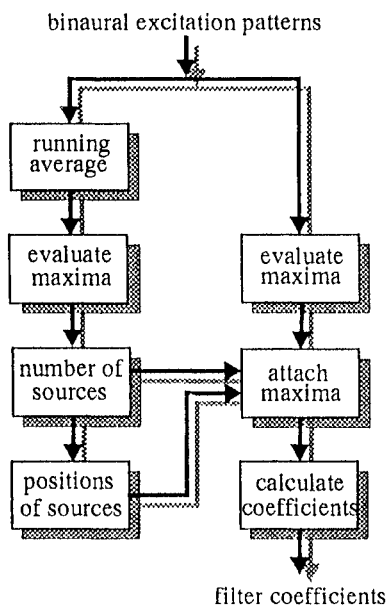 binaural excitation patterns
running
average
evaluate
maxima
number of
sources
positions
of sources
evaluate
maxima
attach
maxima
calculate
coefficients
filter coefficients